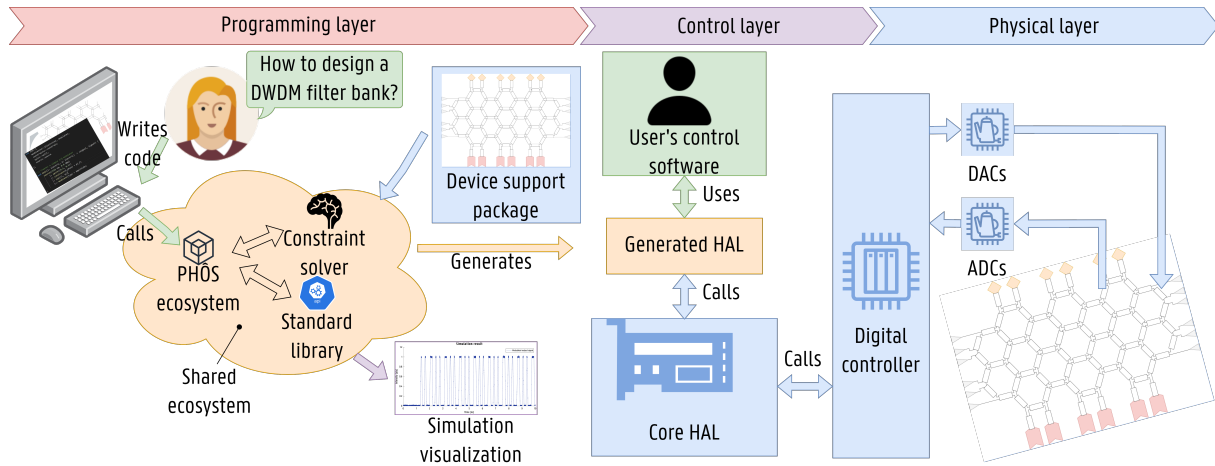 Programming layer
Control layer
Physical layer
How to design a
DWDM filter bank?
Writes
code
Calls
Device support
package
PHÔS
ecosystem
Constraint
solver
Standard
library
Shared
ecosystem
Generates
Simulation result
Simulation
visualization
User's control
software
Uses
Generated HAL
Calls
Core HAL
Calls
Digital
controller
DACs
ADCs